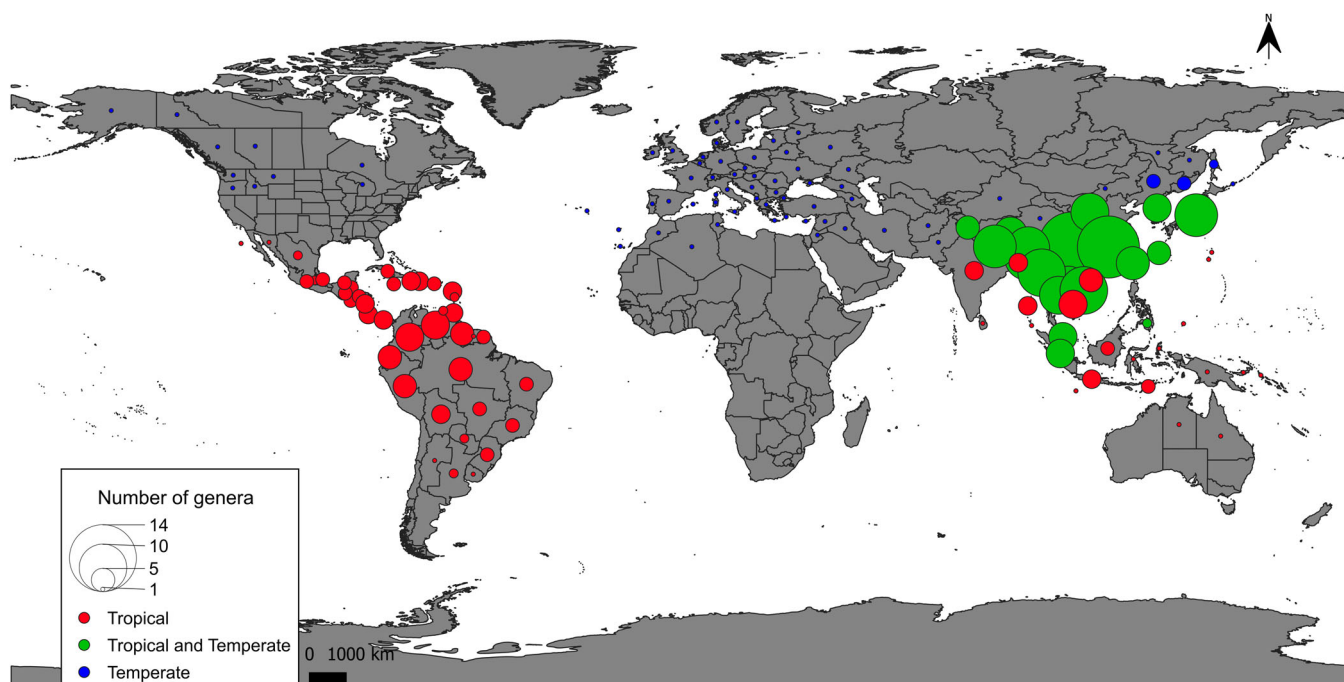 N
Number of genera
14
10
5
1
Tropical
Tropical and Temperate
Temperate
0 1000 km